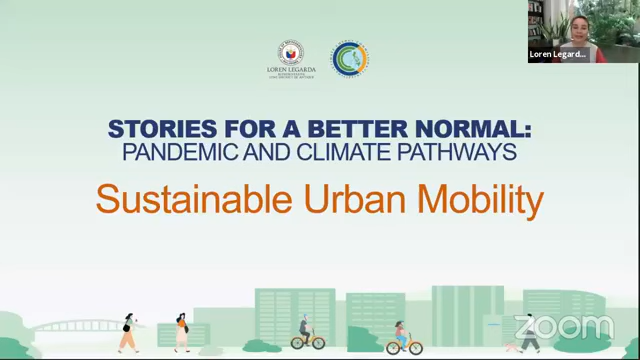 Loren Legard...
LOREN LEGARDA
STORIES FOR A BETTER NORMAL:
PANDEMIC AND CLIMATE PATHWAYS
Sustainable Urban Mobility
zoom